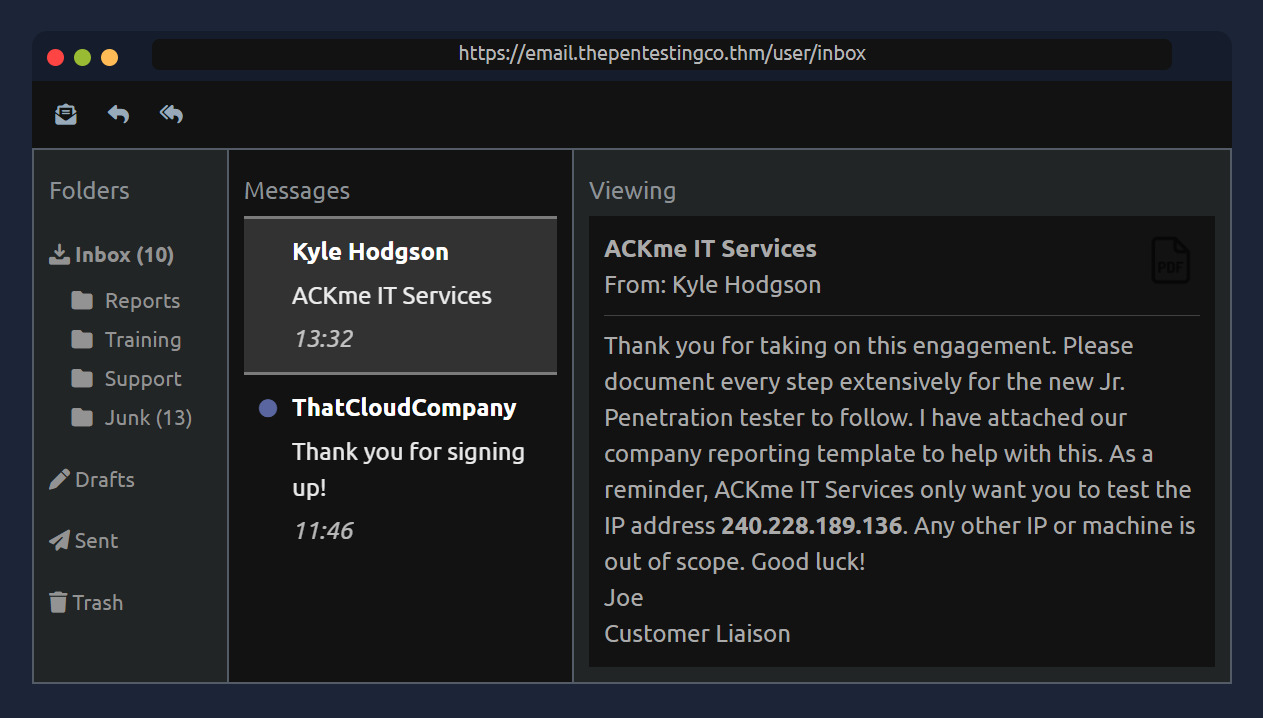 https://email.thepentestingco.thm/user/inbox
Folders
Inbox (10)
Reports
Training
Support
Junk (13)
Drafts
Sent
Trash
Messages
Kyle Hodgson
ACKme IT Services
13:32
ThatCloudCompany
Thank you for signing
up!
11:46
Viewing
ACKme IT Services
PDF
From: Kyle Hodgson
Thank you for taking on this engagement. Please
document every step extensively for the new Jr.
Penetration tester to follow. I have attached our
company reporting template to help with this. As a
reminder, ACKme IT Services only want you to test the
IP address 240.228.189.136. Any other IP or machine is
out of scope. Good luck!
Joe
Customer Liaison